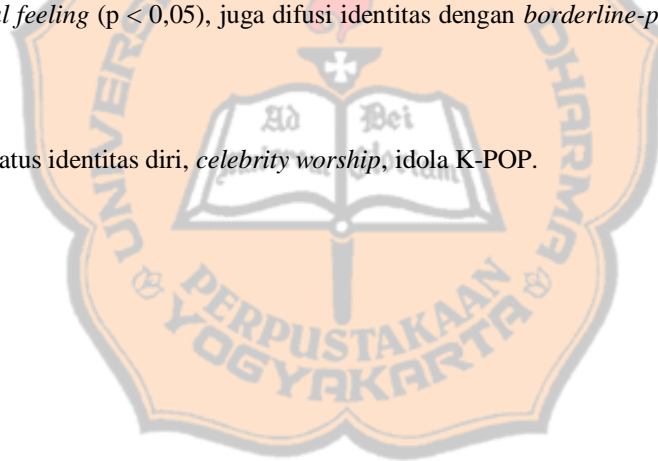 l feeling (p < 0,05), juga difusi identitas dengan borderline-p
Ad Dei
atus identitas diri, celebrity worship, idola K-POP.
PERPUSTAKAAN
YOGYAKARTA